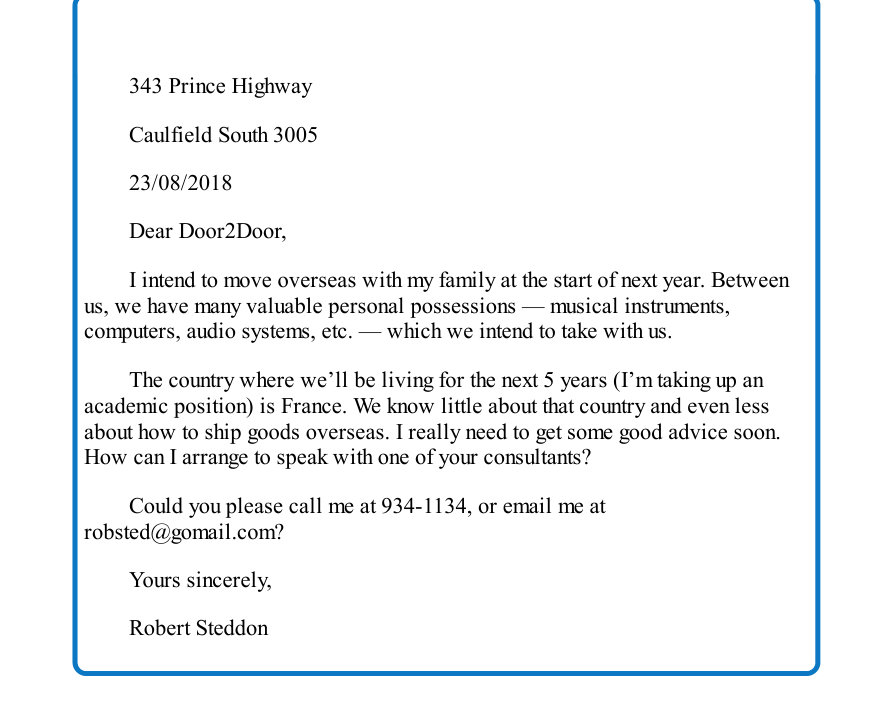 343 Prince Highway
Caulfield South 3005
23/08/2018
Dear Door2Door,
I intend to move overseas with my family at the start of next year. Between
us, we have many valuable personal possessions — musical instruments,
computers, audio systems, etc. — which we intend to take with us.
The country where we’ll be living for the next 5 years (I’m taking up an
academic position) is France. We know little about that country and even less
about how to ship goods overseas. I really need to get some good advice soon.
How can I arrange to speak with one of your consultants?
Could you please call me at 934-1134, or email me at
robsted@gomail.com?
Yours sincerely,
Robert Steddon